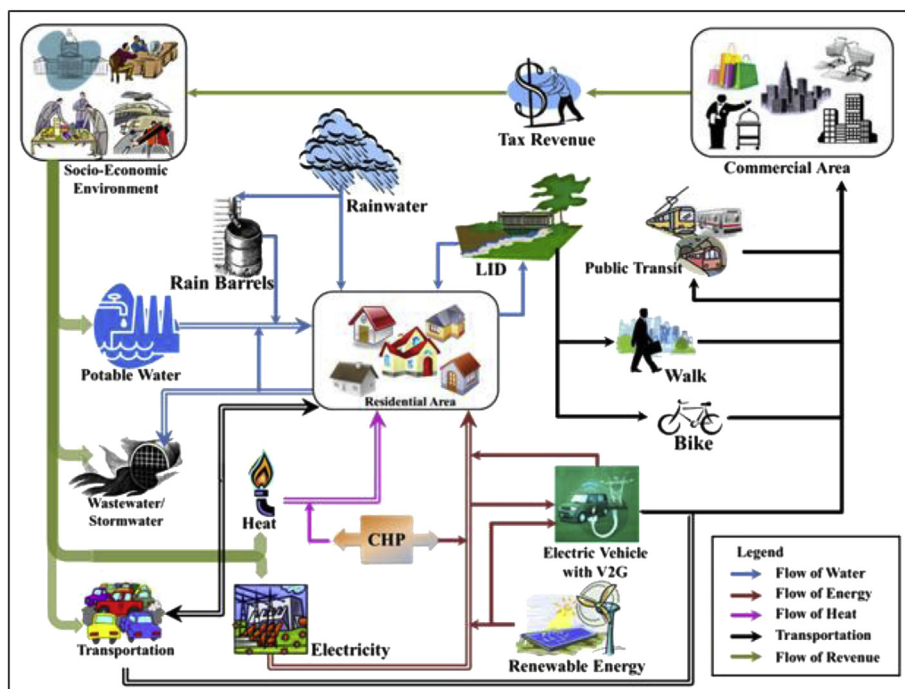 Tax Revenue
Socio-Economic
Environment
Commercial Area
Rainwater
LID
Public Transit
Rain Barrels
Potable Water
Residential Area
Walk
Bike
Wastewater/
Stormwater
Heat
CHP
Electric Vehicle
with V2G
Transportation
Electricity
Renewable Energy
Legend
Flow of Water
Flow of Energy
Flow of Heat
Transportation
Flow of Revenue